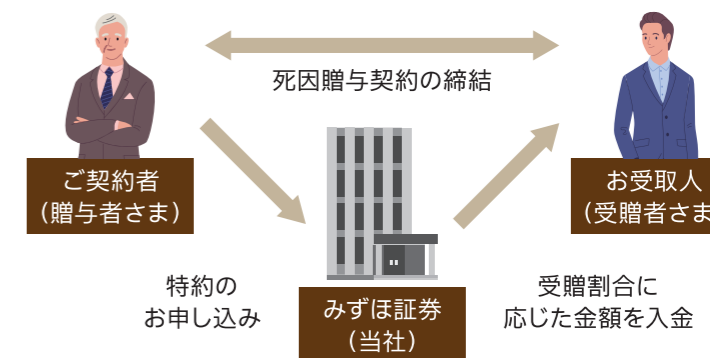 死因贈与契約の締結
ご契約者
（贈与者さま）
お受取人
（受贈者さま
特約の
お申し込み
みずほ証券
（当社）
受贈割合に
応じた金額を入金